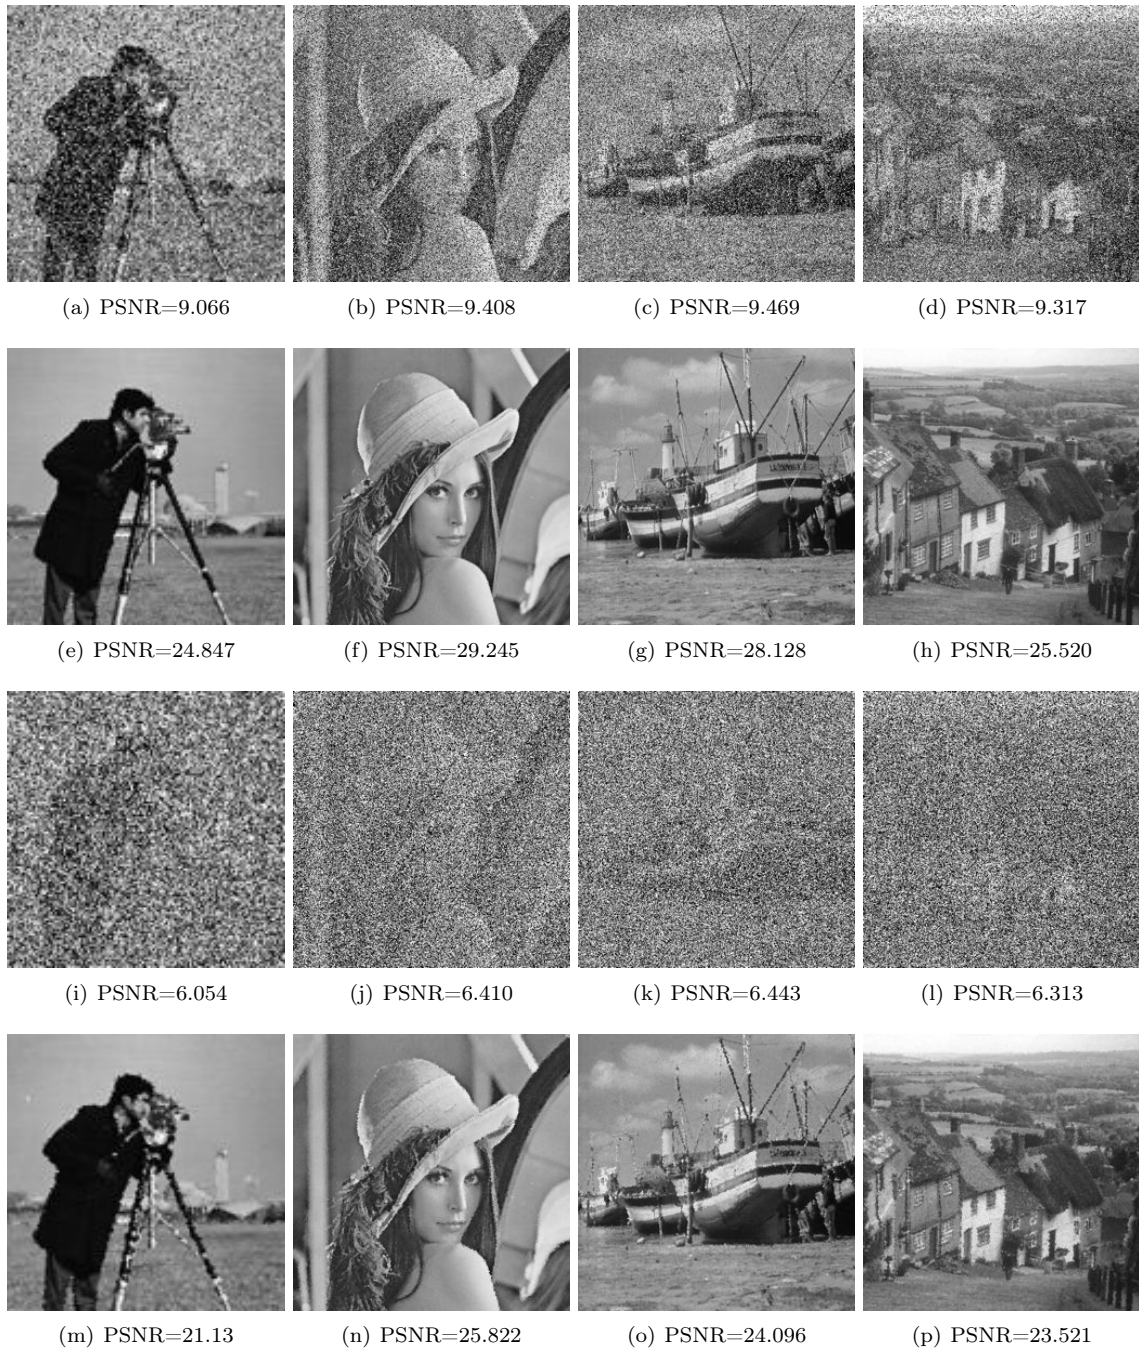 (a) PSNR=9.066
(b) PSNR=9.408
(c) PSNR=9.469
(d) PSNR=9.317
(e) PSNR=24.847
(f) PSNR=29.245
(g) PSNR=28.128
(h) PSNR=25.520
(i) PSNR=6.054
(j) PSNR=6.410
(k) PSNR=6.443
(l) PSNR=6.313
(m) PSNR=21.13
(n) PSNR=25.822
(o) PSNR=24.096
(p) PSNR=23.521